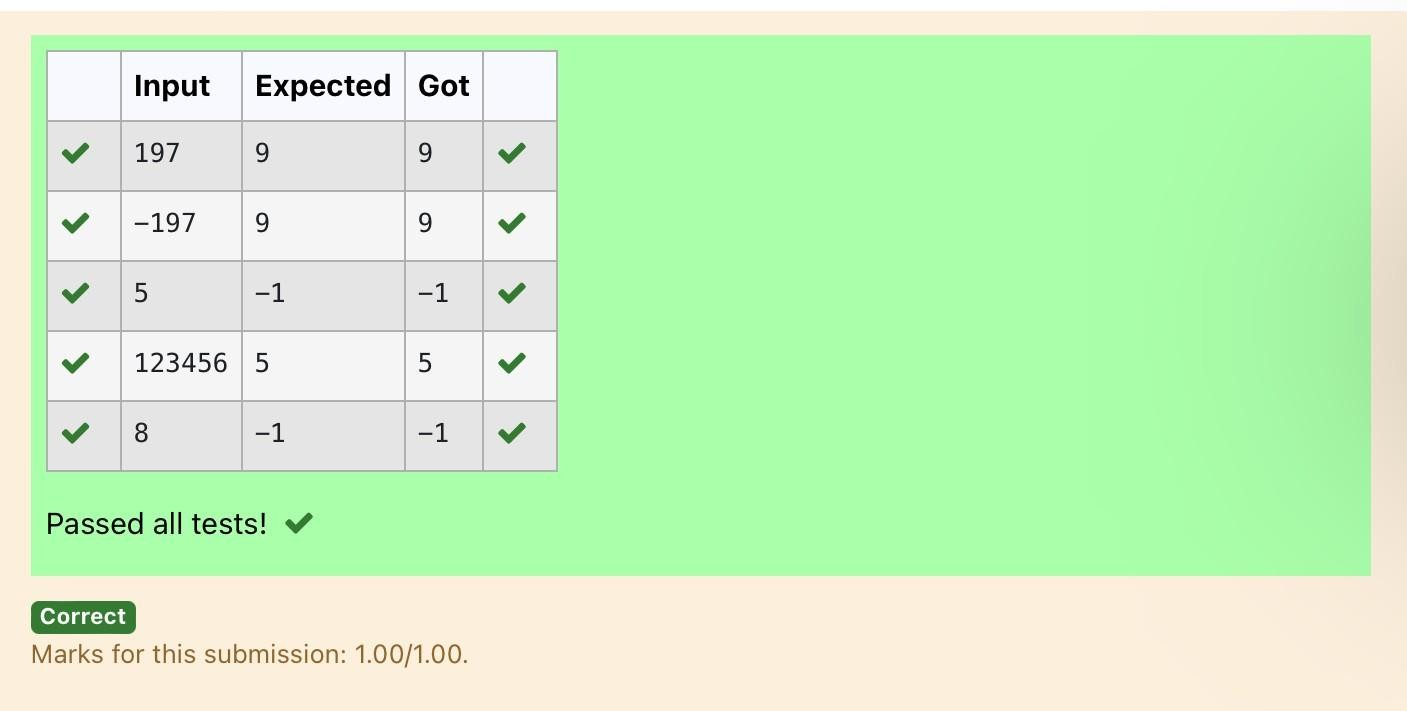 Input Expected Got
197 9 9
–197 9 9
5 –1 –1
123456 5 5
8 –1 –1
Passed all tests!
Correct
Marks for this submission: 1.00/1.00.